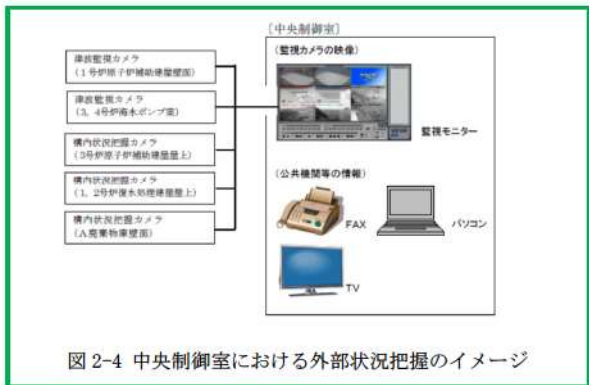 [中央制御室]
(監視カメラの映像)
津波監視カメラ
(1号炉原子炉補助建屋壁面)
津波監視カメラ
(3,4号炉海水ポンプ室)
構内状況把握カメラ
(3号炉原子炉補助建屋屋上)
構内状況把握カメラ
(1,2号炉復水処理建屋屋上)
構内状況把握カメラ
(A廃棄物庫壁面)
監視モニター
(公共機関等の情報)
FAX
パソコン
TV
図 2-4 中央制御室における外部状況把握のイメージ